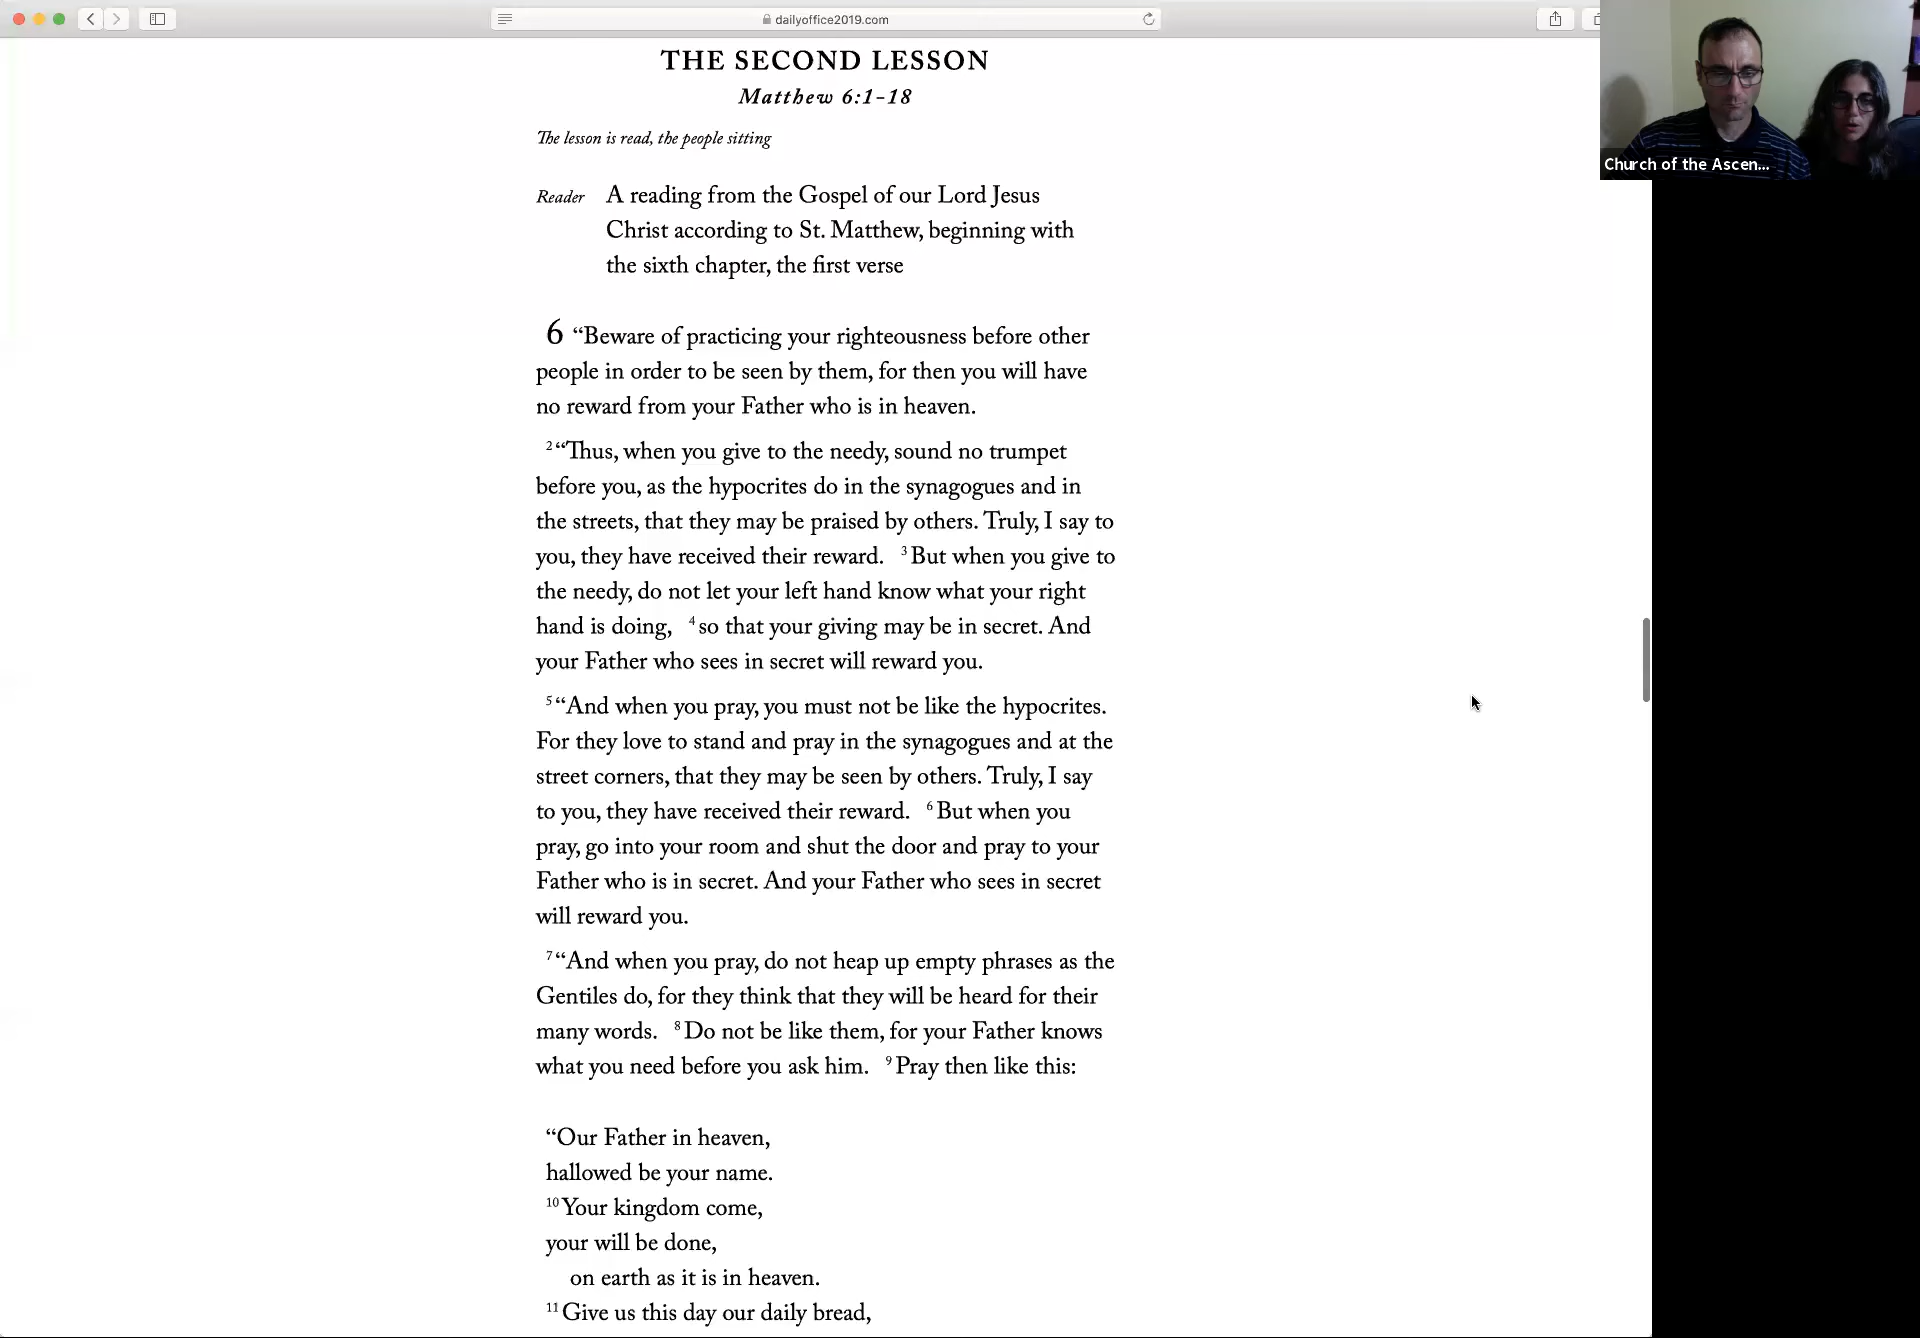 dailyoffice2019.com
THE SECOND LESSON
Matthew 6:1-18
The lesson is read, the people sitting
Church of the Ascen...
Reader A reading from the Gospel of our Lord Jesus
Christ according to St. Matthew, beginning with
the sixth chapter, the first verse
6 “Beware of practicing your righteousness before other
people in order to be seen by them, for then you will have
no reward from your Father who is in heaven.
2 “Thus, when you give to the needy, sound no trumpet
before you, as the hypocrites do in the synagogues and in
the streets, that they may be praised by others. Truly, I say to
you, they have received their reward. 3 But when you give to
the needy, do not let your left hand know what your right
hand is doing, 4 so that your giving may be in secret. And
your Father who sees in secret will reward you.
5 “And when you pray, you must not be like the hypocrites.
For they love to stand and pray in the synagogues and at the
street corners, that they may be seen by others. Truly, I say
to you, they have received their reward. 6 But when you
pray, go into your room and shut the door and pray to your
Father who is in secret. And your Father who sees in secret
will reward you.
7 “And when you pray, do not heap up empty phrases as the
Gentiles do, for they think that they will be heard for their
many words. 8 Do not be like them, for your Father knows
what you need before you ask him. 9 Pray then like this:
“Our Father in heaven,
hallowed be your name.
10 Your kingdom come,
your will be done,
on earth as it is in heaven.
11 Give us this day our daily bread,